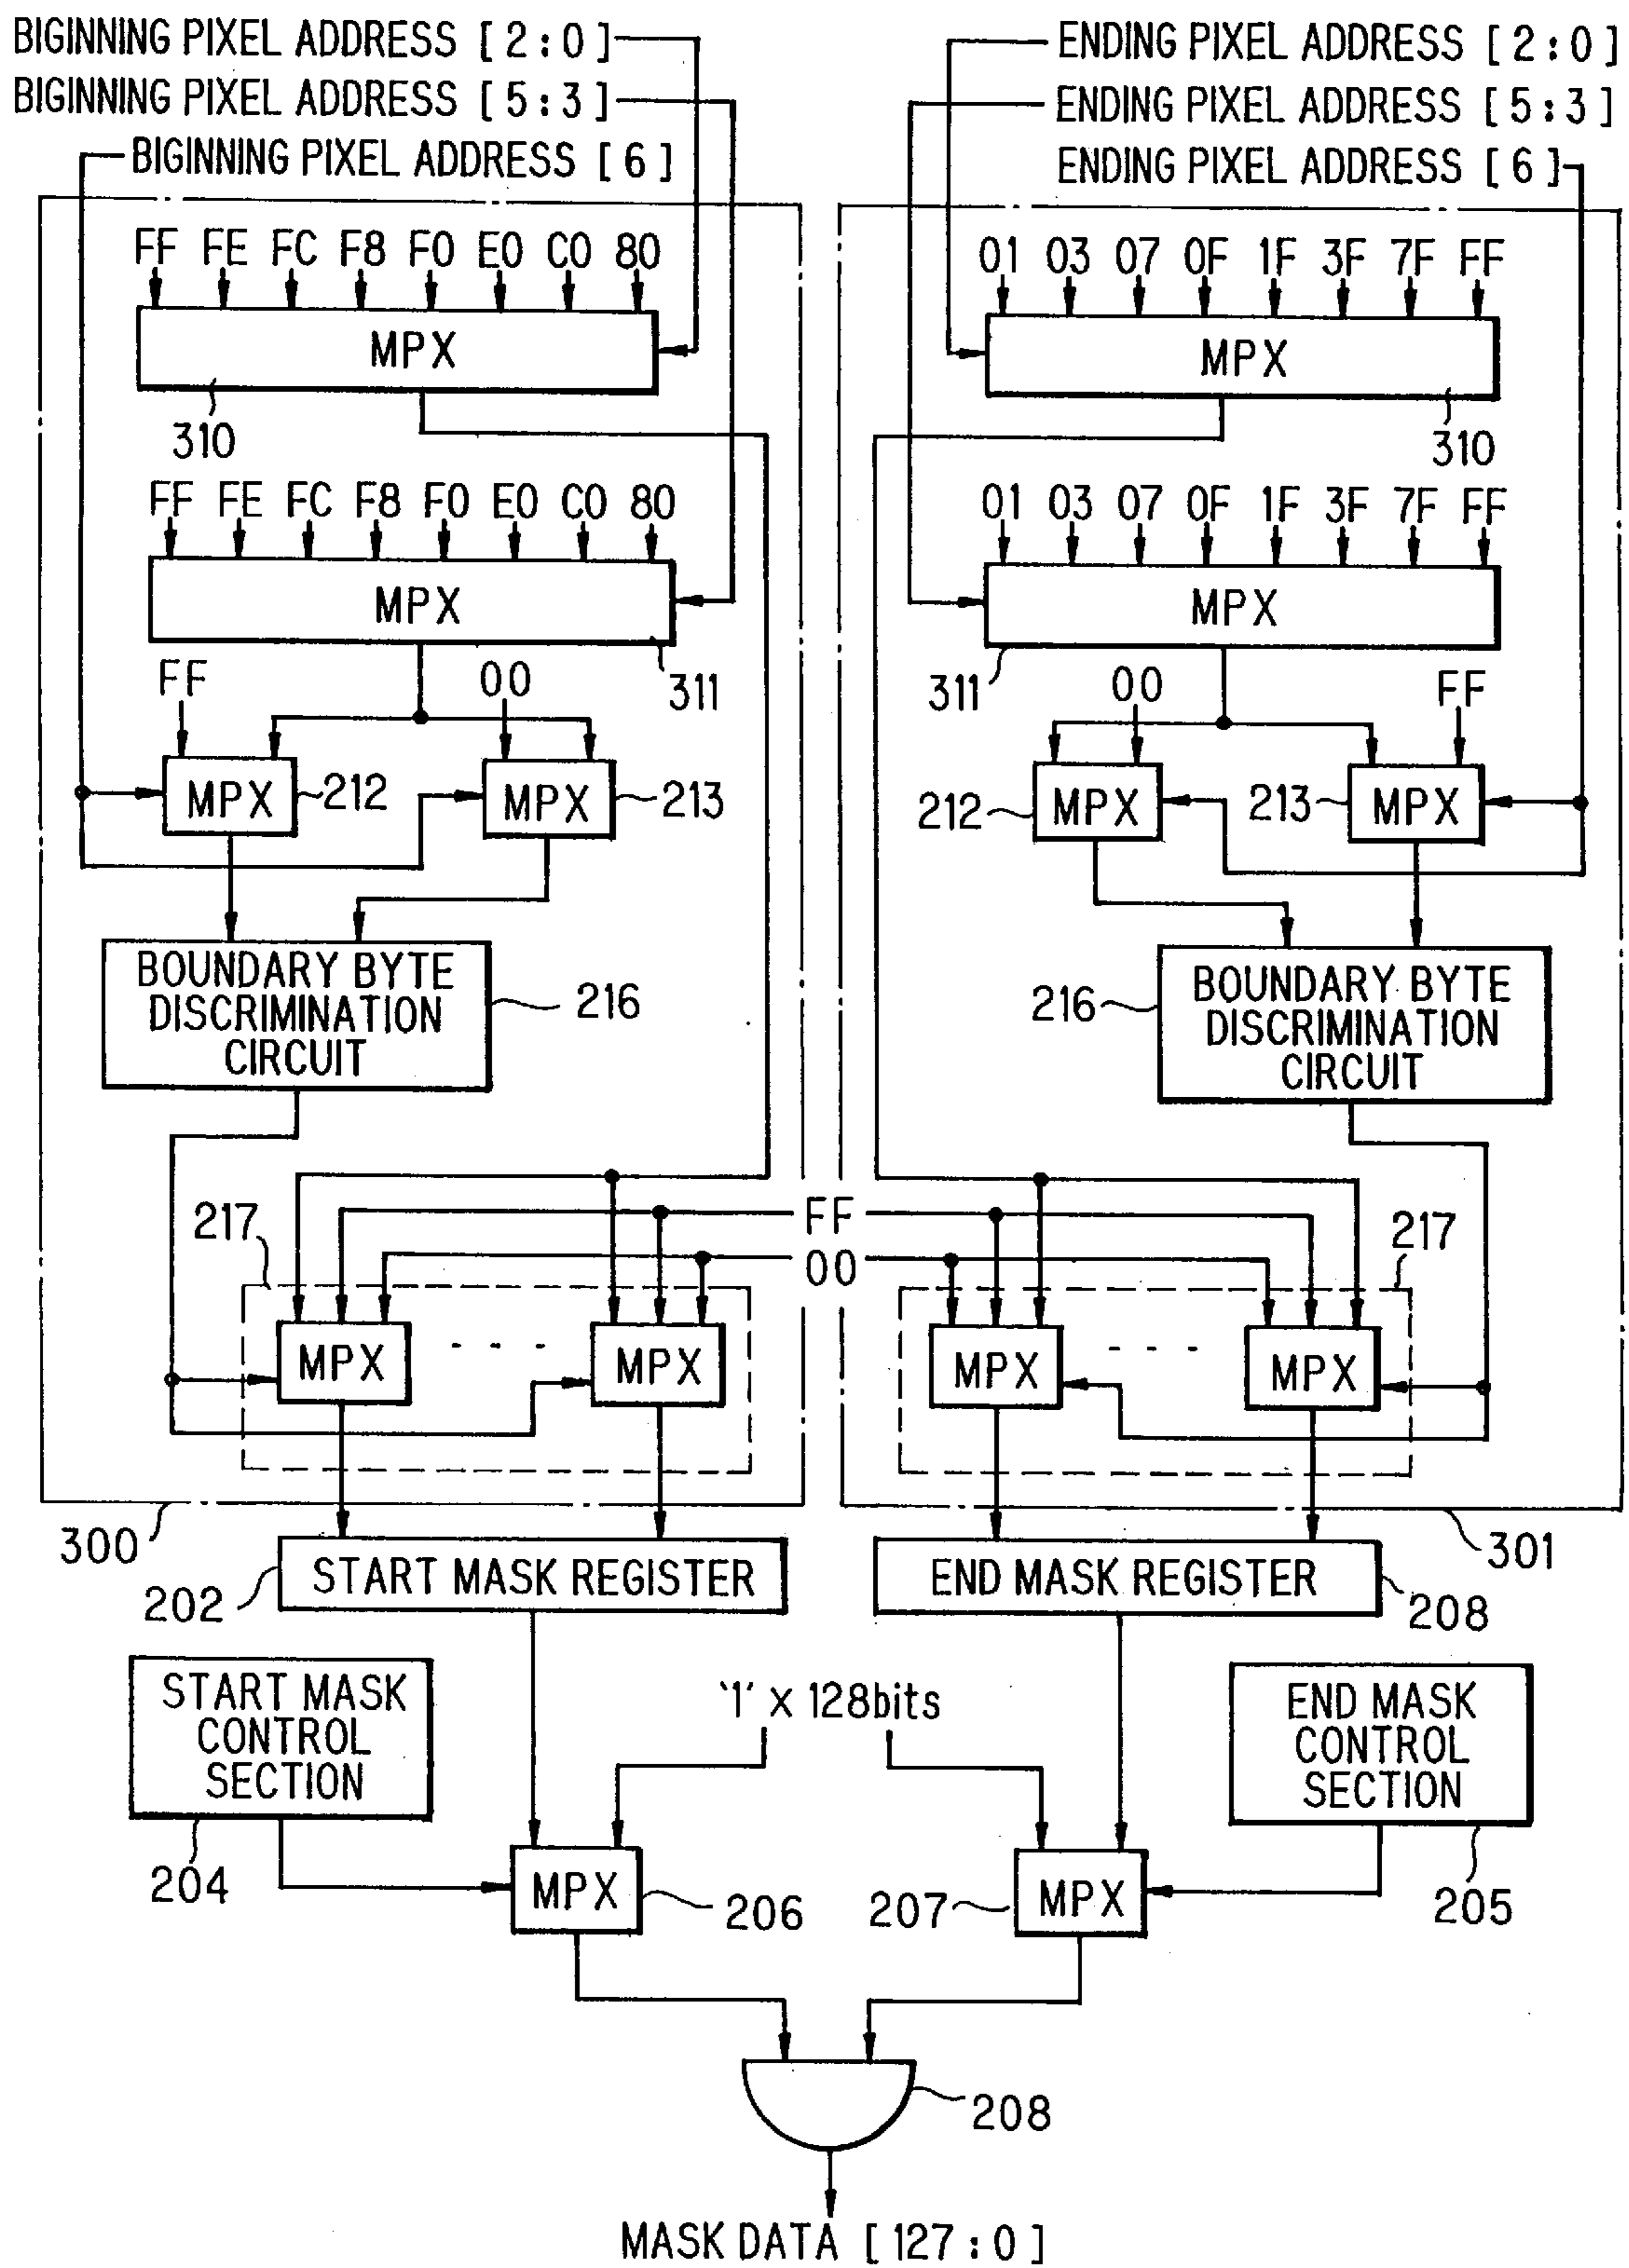 BIGINNING PIXEL ADDRESS [2:0]
BIGINNING PIXEL ADDRESS [5:3]
BIGINNING PIXEL ADDRESS [6]
ENDING PIXEL ADDRESS [2:0]
ENDING PIXEL ADDRESS [5:3]
ENDING PIXEL ADDRESS [6]
FF FE FC F8 F0 E0 C0 80
MPX
310
FF FE FC F8 F0 E0 C0 80
MPX
311
FF
00
MPX
212
MPX
213
BOUNDARY BYTE
DISCRIMINATION
CIRCUIT
216
217
MPX
- - -
MPX
300
01 03 07 0F 1F 3F 7F FF
MPX
310
01 03 07 0F 1F 3F 7F FF
MPX
311
00
FF
212
MPX
213
MPX
216
BOUNDARY BYTE
DISCRIMINATION
CIRCUIT
FF
00
217
MPX
- - -
MPX
301
START MASK REGISTER
202
END MASK REGISTER
208
START MASK
CONTROL
SECTION
204
'1' X 128bits
END MASK
CONTROL
SECTION
205
MPX
206
207
MPX
208
MASK DATA [127:0]